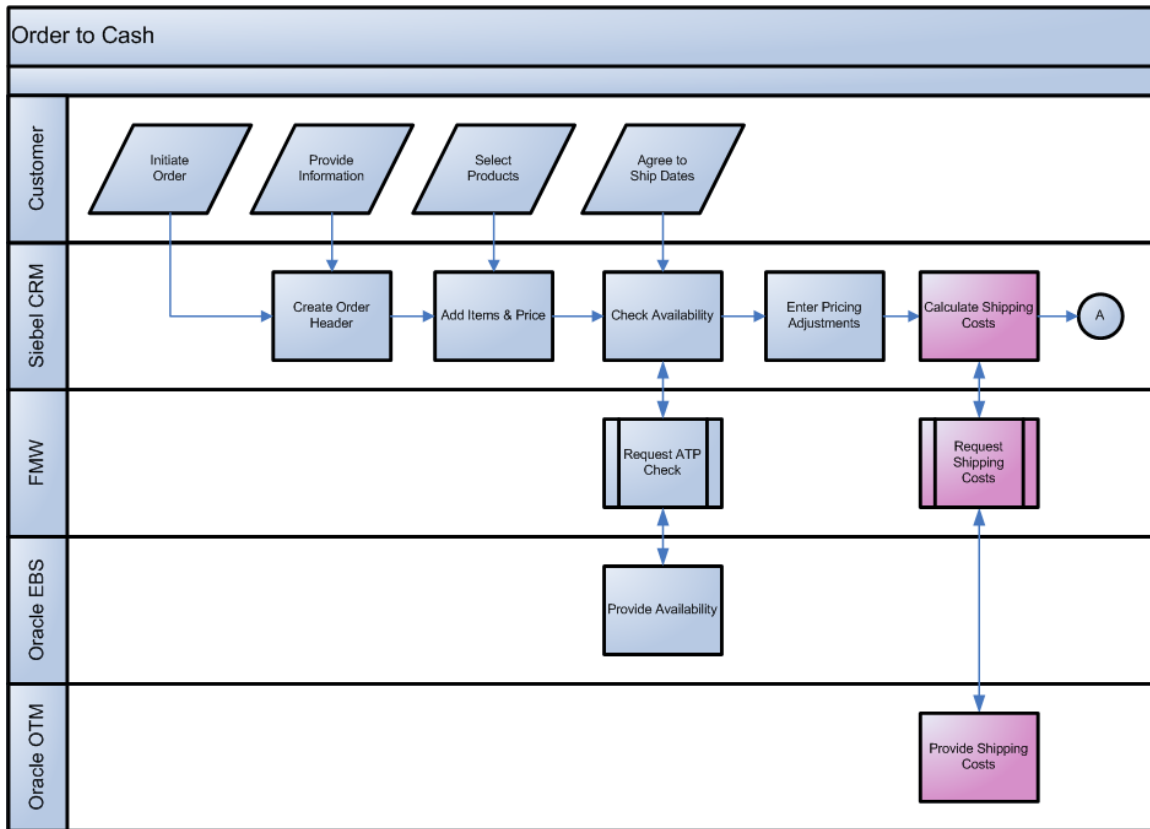 Order to Cash
Customer
Initiate
Order
Provide
Information
Select
Products
Agree to
Ship Dates
Siebel CRM
Create Order
Header
Add Items & Price
Check Availability
Enter Pricing
Adjustments
Calculate Shipping
Costs
A
FMW
Request ATP
Check
Request
Shipping
Costs
Oracle EBS
Provide Availability
Oracle OTM
Provide Shipping
Costs